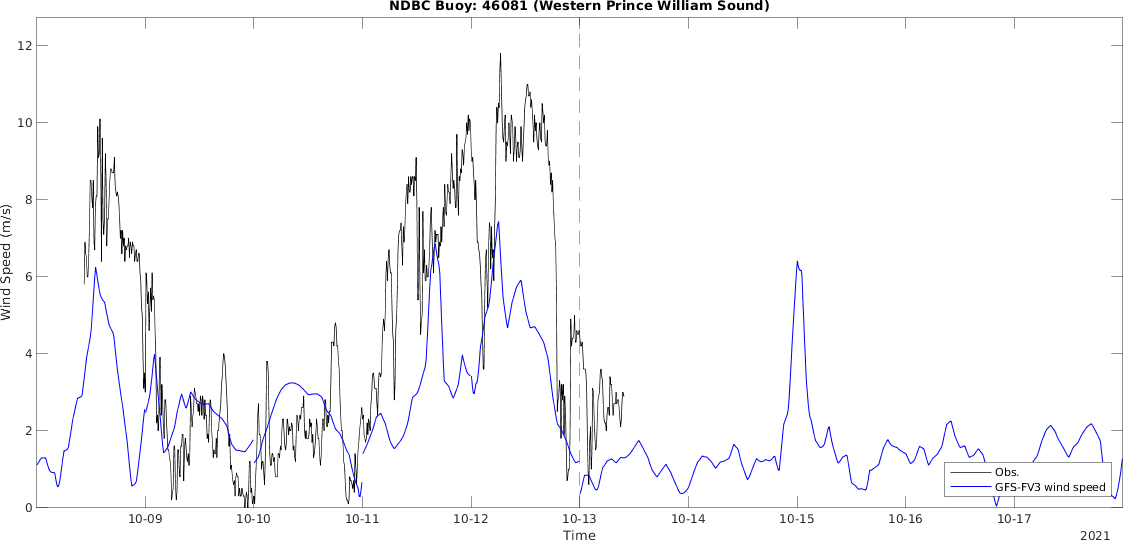 NDBC Buoy: 46081 (Western Prince William Sound)
12
10
8
6
4
2
0
Wind Speed (m/s)
10-09 10-10 10-11 10-12 10-13 10-14 10-15 10-16 10-17
Time
2021
Obs.
GFS-FV3 wind speed